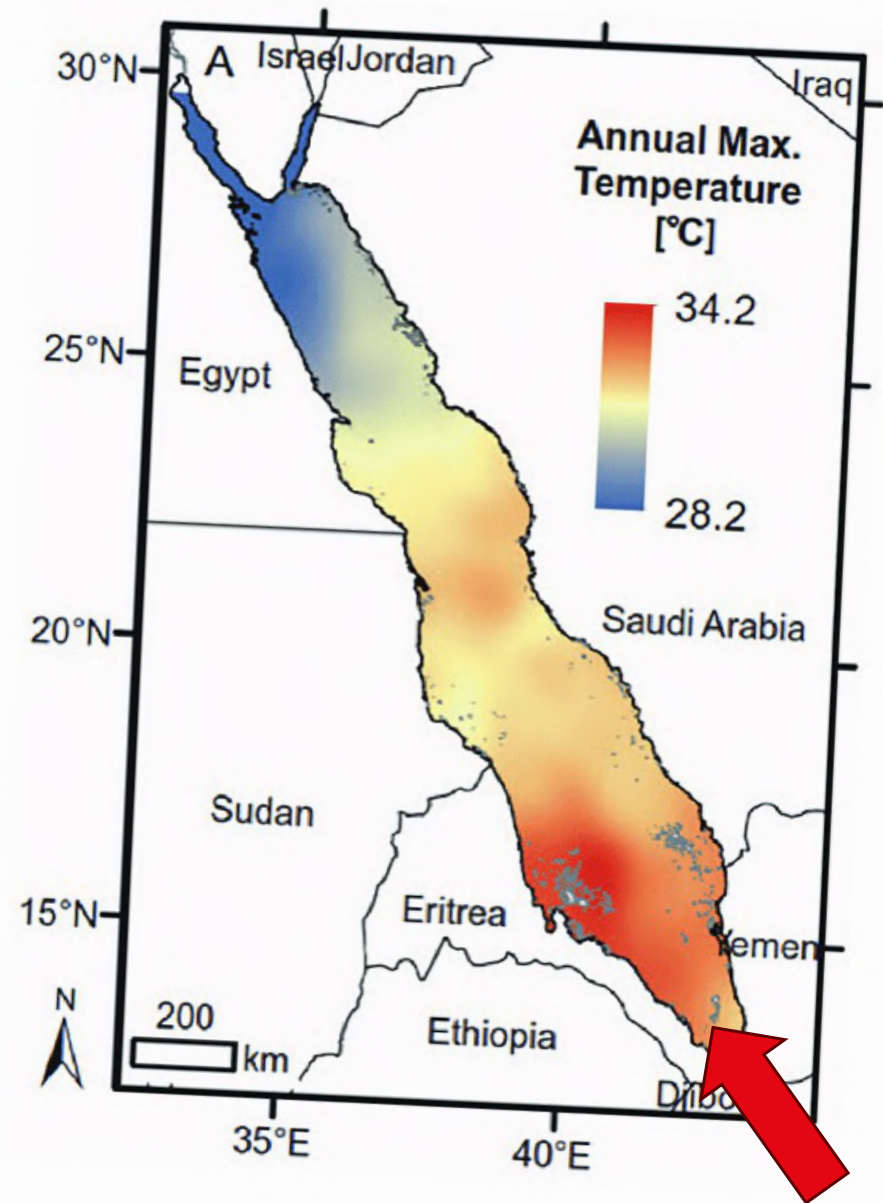 A
Israel
Jordan
Iraq
30°N
Annual Max.
Temperature
[°C]
34.2
28.2
25°N
Egypt
20°N
Saudi Arabia
Sudan
15°N
Eritrea
Yemen
N
200
km
Ethiopia
Djibo
35°E
40°E